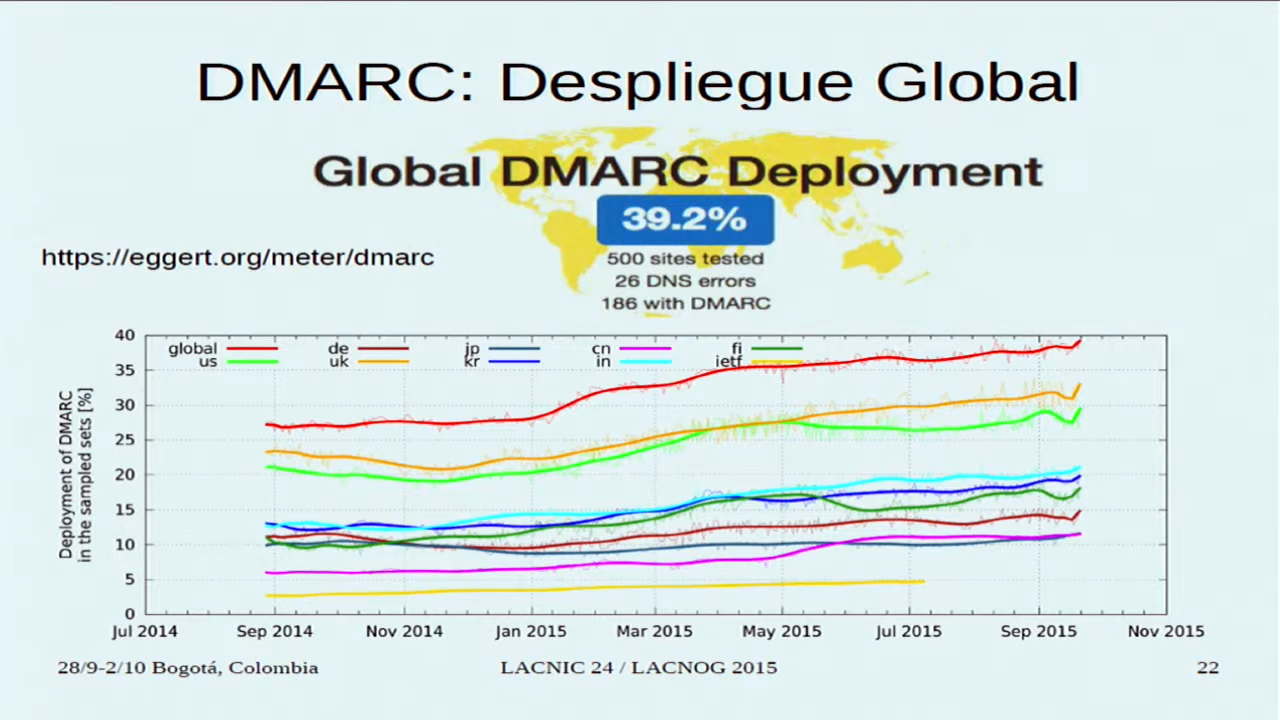 DMARC: Despliegue Global
Global DMARC Deployment
39.2%
https://eggert.org/meter/dmarc
500 sites tested
26 DNS errors
186 with DMARC
Deployment of DMARC
in the sampled sets [%]
40
35
30
25
20
15
10
5
0
global de jp cn fi
us uk kr in ietf
Jul 2014 Sep 2014 Nov 2014 Jan 2015 Mar 2015 May 2015 Jul 2015 Sep 2015 Nov 2015
28/9-2/10 Bogotá, Colombia LACNIC 24 / LACNOG 2015 22